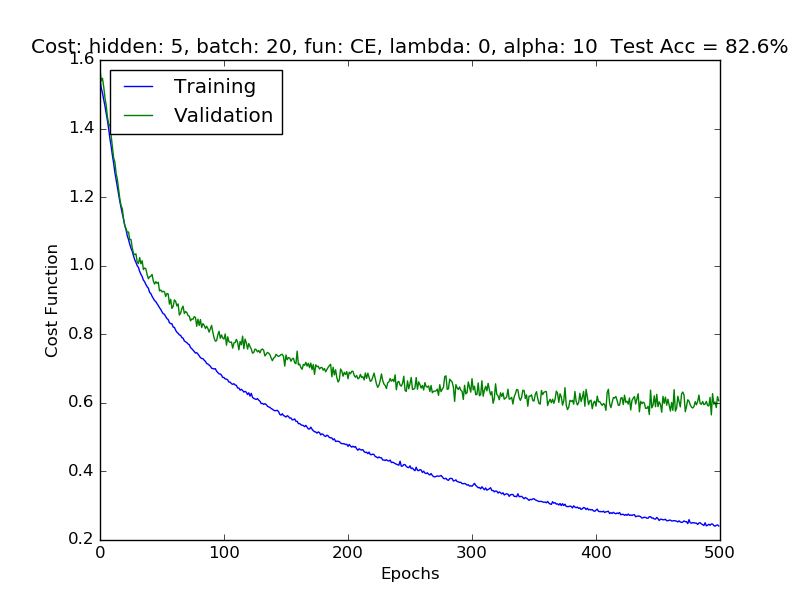 Cost: hidden: 5, batch: 20, fun: CE, lambda: 0, alpha: 10  Test Acc = 82.6%
1.6
Training
Validation
1.4
1.2
1.0
0.8
0.6
0.4
0.2
Cost Function
0 100 200 300 400 500
Epochs